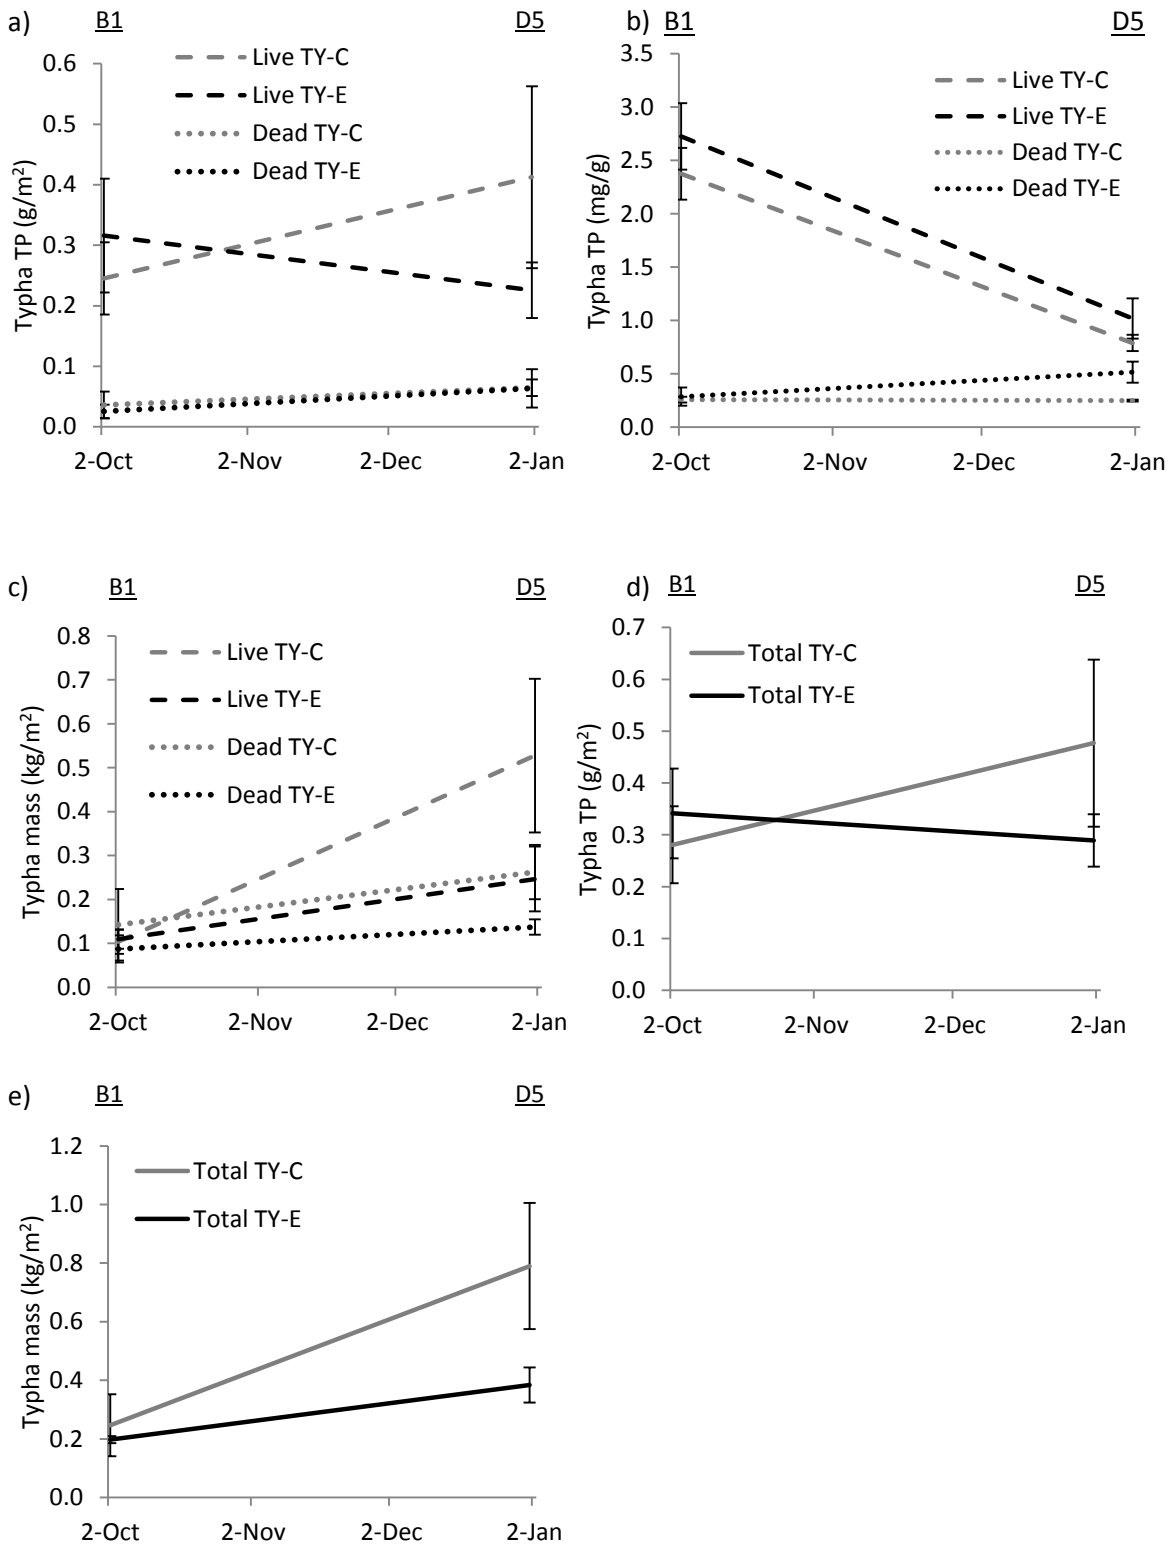 a)
B1
D5
Live TY-C
Live TY-E
Dead TY-C
Dead TY-E
Typha TP (g/m²)
0.6
0.5
0.4
0.3
0.2
0.1
0.0
2-Oct 2-Nov 2-Dec 2-Jan
b) B1
D5
Live TY-C
Live TY-E
Dead TY-C
Dead TY-E
Typha TP (mg/g)
3.5
3.0
2.5
2.0
1.5
1.0
0.5
0.0
2-Oct 2-Nov 2-Dec 2-Jan
c)
B1
D5
Live TY-C
Live TY-E
Dead TY-C
Dead TY-E
Typha mass (kg/m²)
0.8
0.7
0.6
0.5
0.4
0.3
0.2
0.1
0.0
2-Oct 2-Nov 2-Dec 2-Jan
d) B1
D5
Total TY-C
Total TY-E
Typha TP (g/m²)
0.7
0.6
0.5
0.4
0.3
0.2
0.1
0.0
2-Oct 2-Nov 2-Dec 2-Jan
e)
B1
D5
Total TY-C
Total TY-E
Typha mass (kg/m²)
1.2
1.0
0.8
0.6
0.4
0.2
0.0
2-Oct 2-Nov 2-Dec 2-Jan